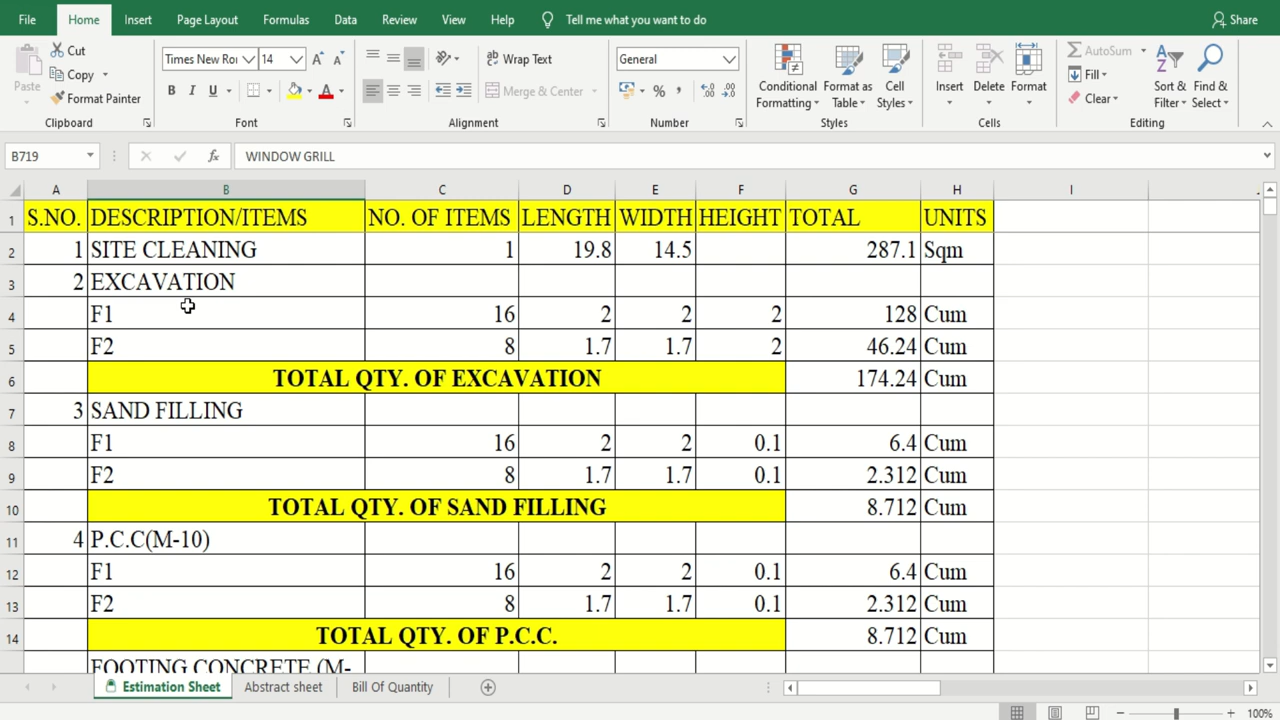 File Home Insert Page Layout Formulas Data Review View Help Tell me what you want to do Share
Paste Cut
Copy
Format Painter
Clipboard
Times New Ror 14
B I U
Font
Wrap Text
Merge & Center
Alignment
General
Number
Conditional Formatting
Format as Table
Cell Styles
Styles
Insert Delete Format
Cells
AutoSum
Fill
Clear
Sort & Filter
Find & Select
Editing
B719 fx WINDOW GRILL
A B C D E F G H I
1 S.NO. DESCRIPTION/ITEMS NO. OF ITEMS LENGTH WIDTH HEIGHT TOTAL UNITS
2 1 SITE CLEANING 1 19.8 14.5 287.1 Sqm
3 2 EXCAVATION
4 F1 16 2 2 2 128 Cum
5 F2 8 1.7 1.7 2 46.24 Cum
6 TOTAL QTY. OF EXCAVATION 174.24 Cum
7 3 SAND FILLING
8 F1 16 2 2 0.1 6.4 Cum
9 F2 8 1.7 1.7 0.1 2.312 Cum
10 TOTAL QTY. OF SAND FILLING 8.712 Cum
11 4 P.C.C(M-10)
12 F1 16 2 2 0.1 6.4 Cum
13 F2 8 1.7 1.7 0.1 2.312 Cum
14 TOTAL QTY. OF P.C.C. 8.712 Cum
FOOTING CONCRETE (M-
Estimation Sheet Abstract sheet Bill Of Quantity
100%